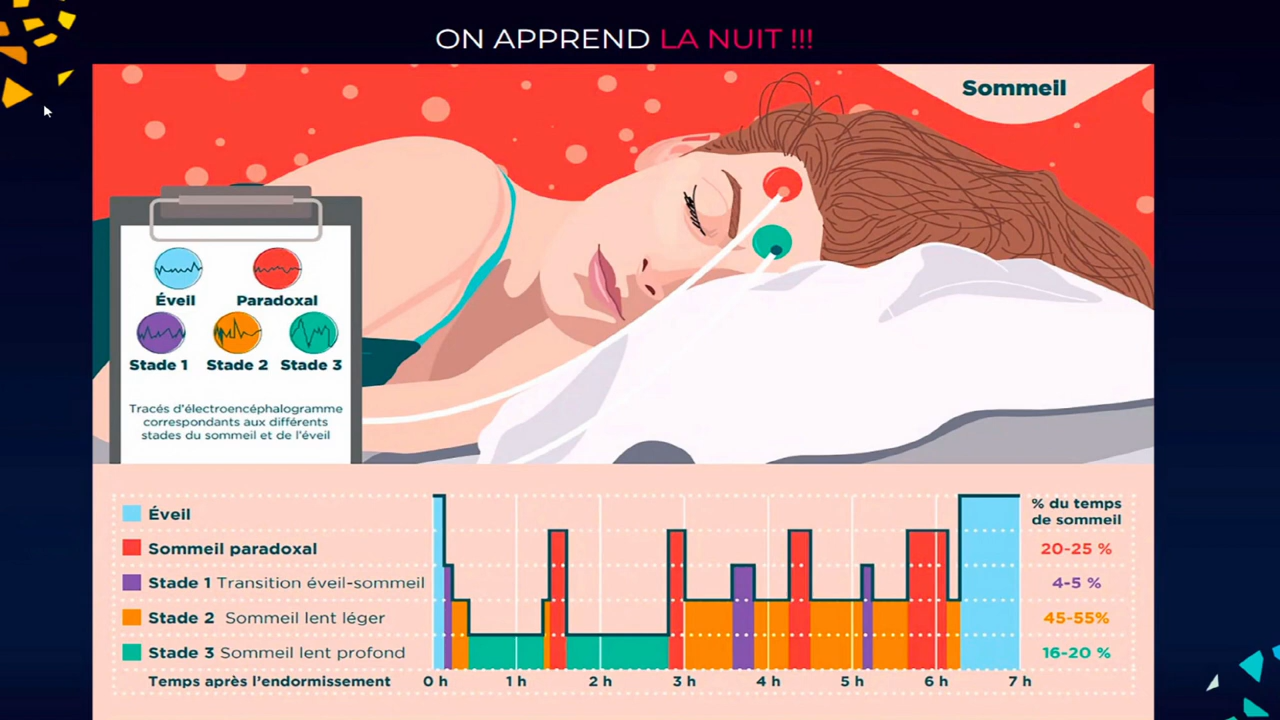 ON APPREND LA NUIT !!!
Sommeil
Éveil Paradoxal
Stade 1 Stade 2 Stade 3
Tracés d'électroencéphalogramme
correspondants aux différents
stades du sommeil et de l'éveil
% du temps
de sommeil
Éveil
Sommeil paradoxal 20-25 %
Stade 1 Transition éveil-sommeil 4-5 %
Stade 2 Sommeil lent léger 45-55%
Stade 3 Sommeil lent profond 16-20 %
Temps après l'endormissement 0 h 1 h 2 h 3 h 4 h 5 h 6 h 7 h